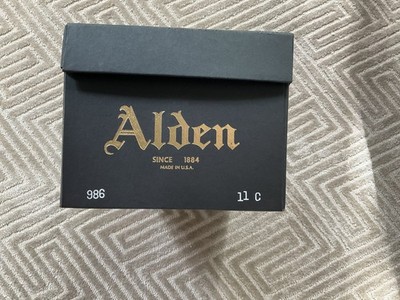 Alden
SINCE 1884
MADE IN U.S.A.
986 11 C